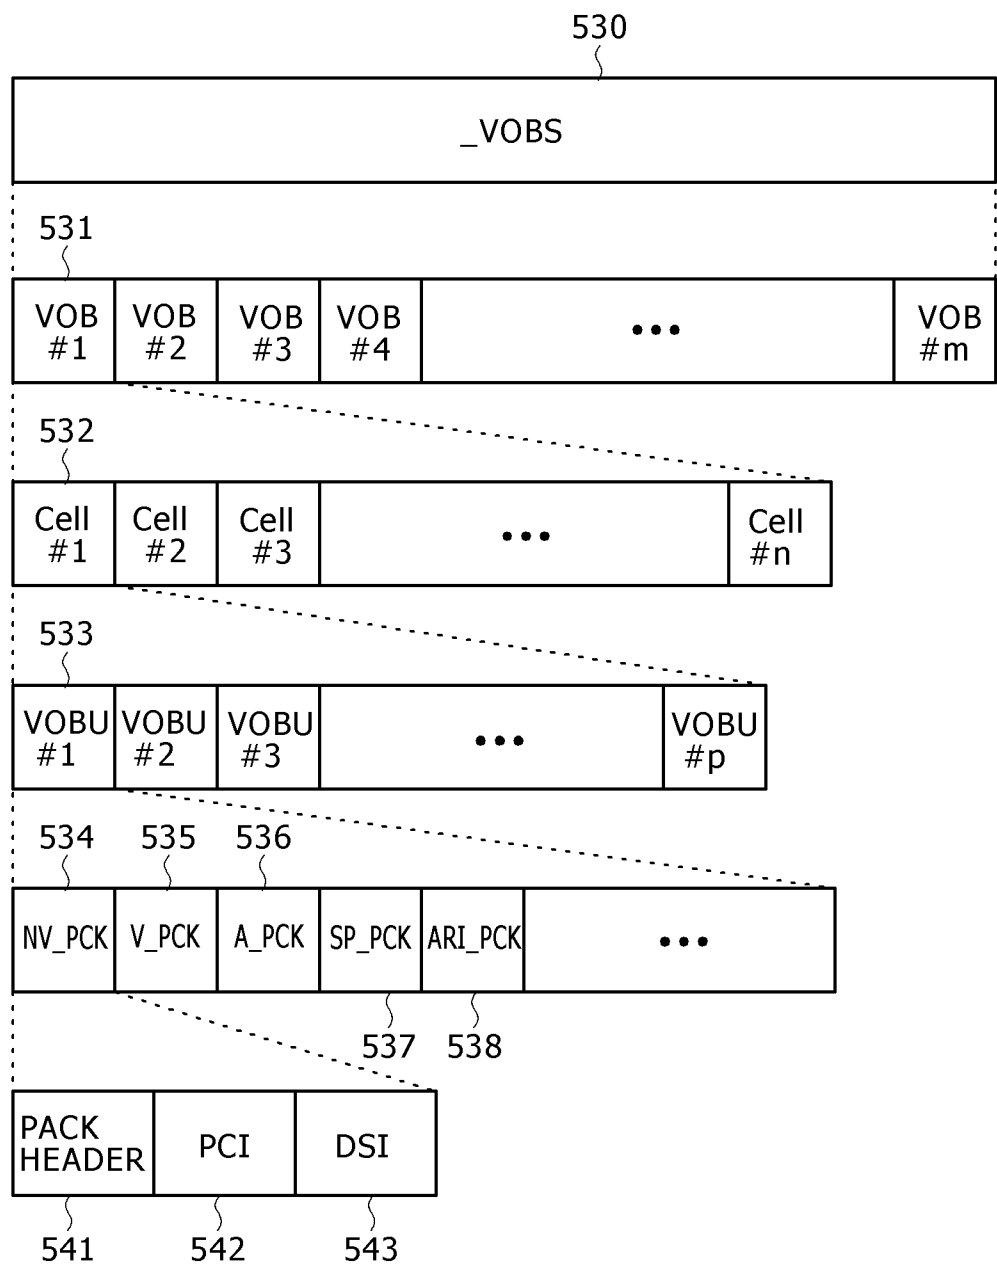 530
_VOBS
531
VOB #1 VOB #2 VOB #3 VOB #4 ••• VOB #m
532
Cell #1 Cell #2 Cell #3 ••• Cell #n
533
VOBU #1 VOBU #2 VOBU #3 ••• VOBU #p
534 535 536
NV_PCK V_PCK A_PCK SP_PCK ARI_PCK •••
537 538
PACK HEADER PCI DSI
541 542 543